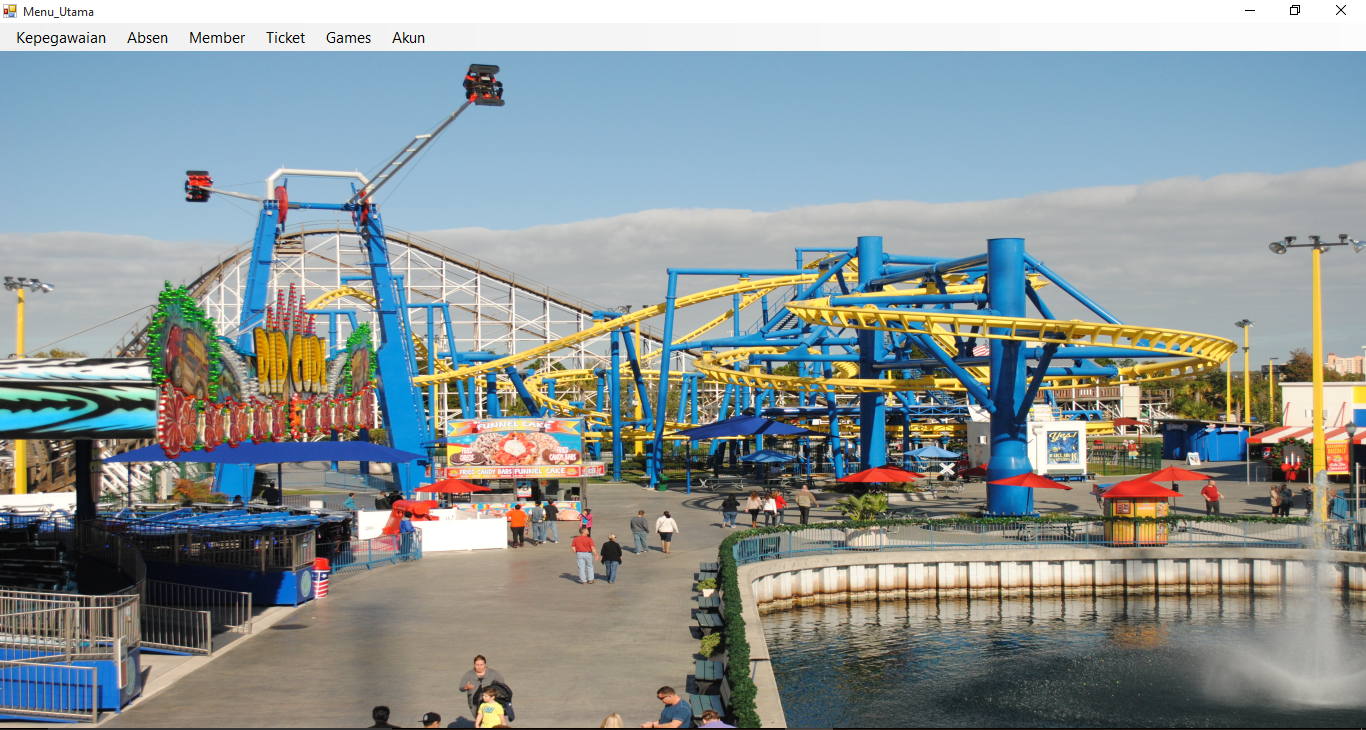 Menu_Utama
Kepegawaian Absen Member Ticket Games Akun
FUNNEL CAKE
FRIED CANDY BARS FUNNEL CAKE